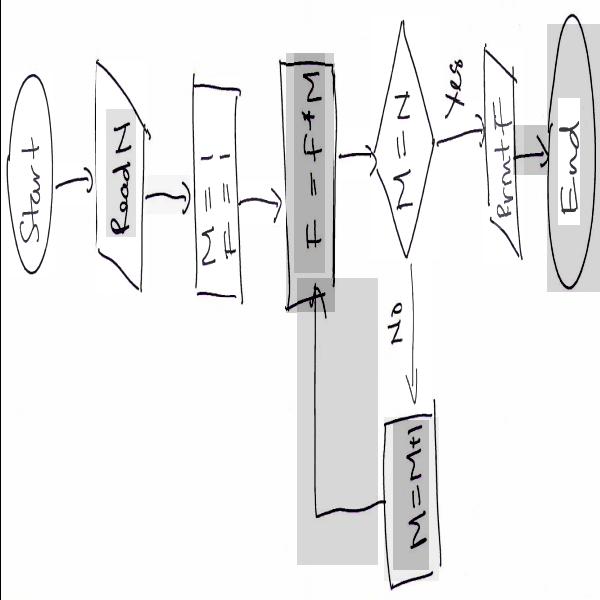 Start
Read N
M = 1
F = 1
F = F * M
M = N
Yes
No
M = M+1
Print F
End